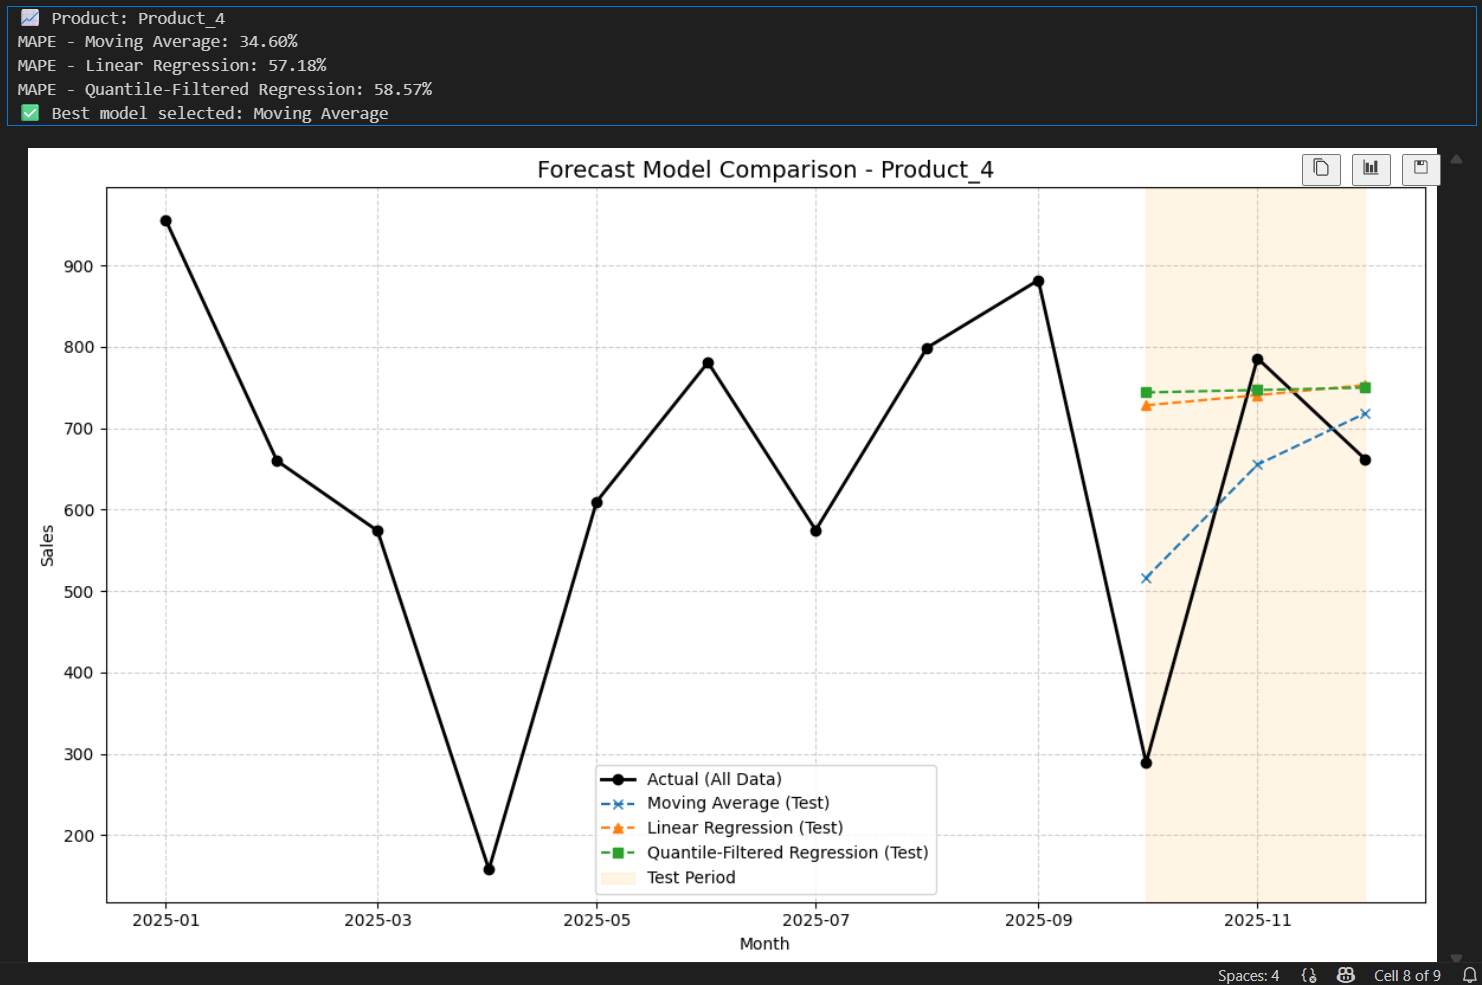 📈 Product: Product_4
MAPE - Moving Average: 34.60%
MAPE - Linear Regression: 57.18%
MAPE - Quantile-Filtered Regression: 58.57%
✅ Best model selected: Moving Average
Forecast Model Comparison - Product_4
900
800
700
600
500
400
300
200
Sales
Actual (All Data)
Moving Average (Test)
Linear Regression (Test)
Quantile-Filtered Regression (Test)
Test Period
2025-01 2025-03 2025-05 2025-07 2025-09 2025-11
Month
Spaces: 4 Cell 8 of 9